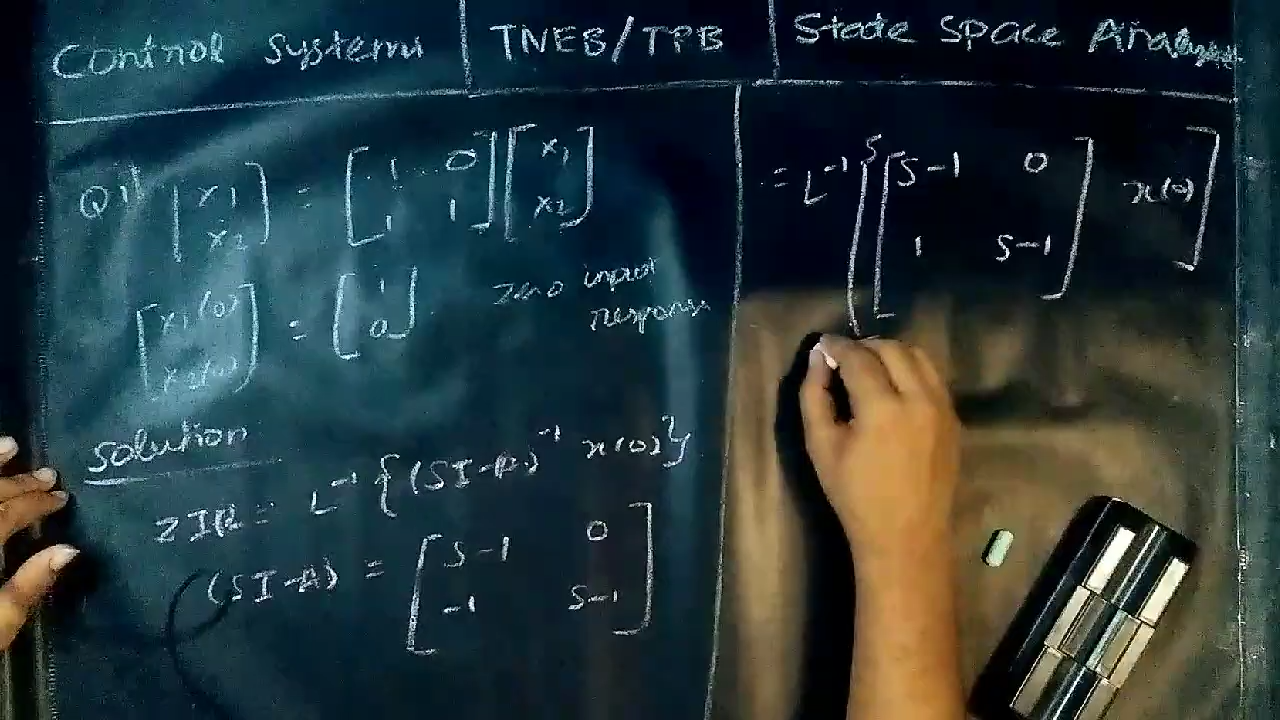 Control Systems
TNEB/TPB
State Space Analysis
Q1) [x1 x2] = [1 0 1 1] [x1 x2]
[x1(0) x2(0)] = [1 0]
zero input
response
solution
ZIR = L⁻¹ {(SI-A)⁻¹ x(0)}
(SI-A) = [S-1 0 -1 S-1]
= L⁻¹ { [S-1 0 1 S-1] x(0) ]